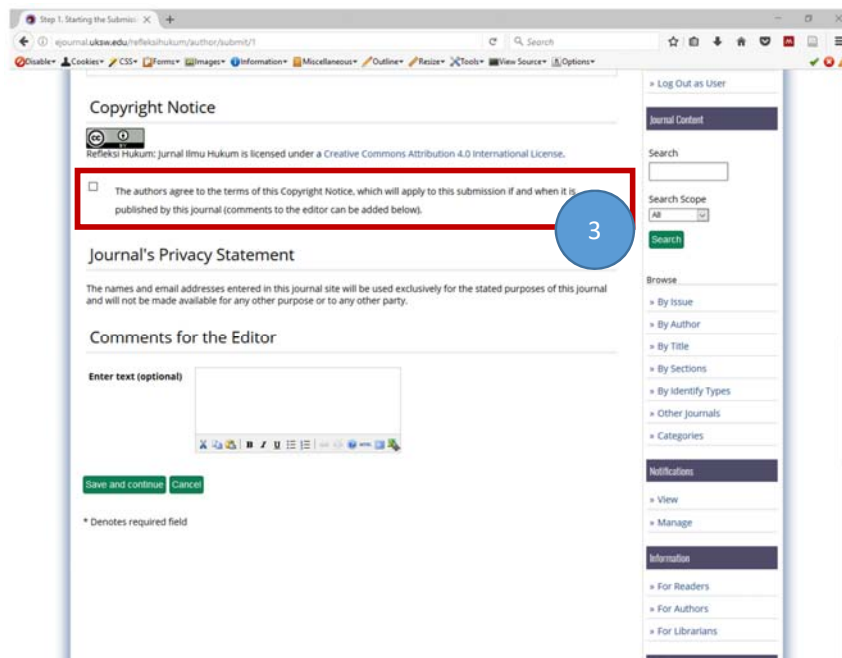 Step 1. Starting the Submissi
ejournal.uksw.edu/refleksihukum/author/submit/1
Search
Disable Cookies CSS Forms Images Information Miscellaneous Outline Resize Tools View Source Options
» Log Out as User
Copyright Notice
Journal Content
CC BY
Refleksi Hukum: Jurnal Ilmu Hukum is licensed under a Creative Commons Attribution 4.0 International License.
Search
The authors agree to the terms of this Copyright Notice, which will apply to this submission if and when it is
published by this journal (comments to the editor can be added below).
3
Search Scope
All
Search
Journal's Privacy Statement
The names and email addresses entered in this journal site will be used exclusively for the stated purposes of this journal
and will not be made available for any other purpose or to any other party.
Browse
» By Issue
» By Author
» By Title
» By Sections
» By Identify Types
» Other Journals
» Categories
Comments for the Editor
Enter text (optional)
B I U
HTML
Save and continue Cancel
* Denotes required field
Notifications
» View
» Manage
Information
» For Readers
» For Authors
» For Librarians